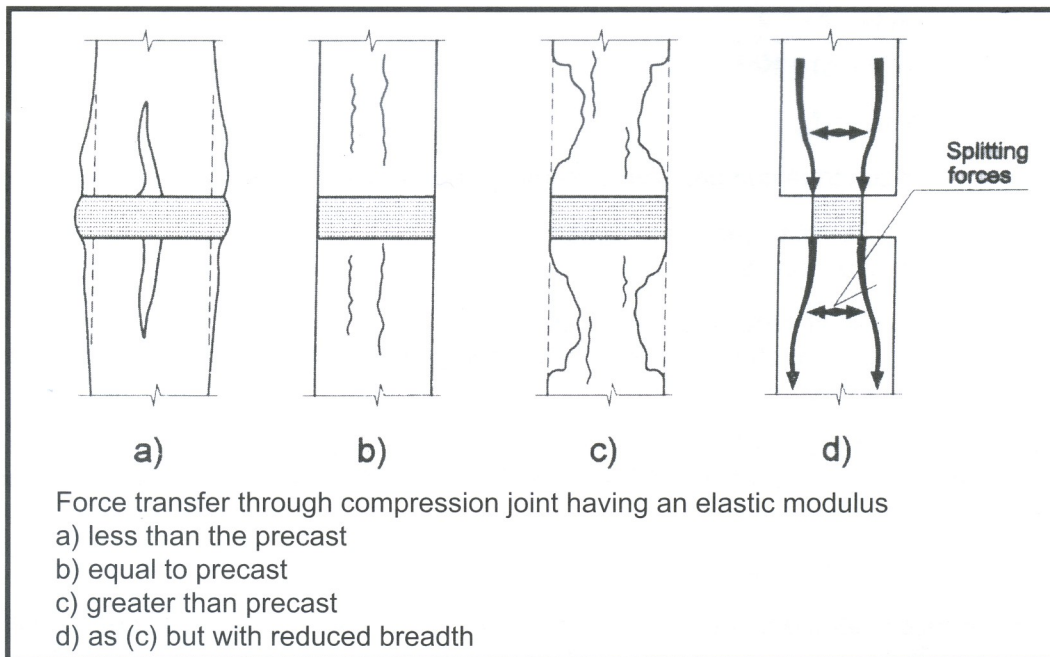 Splitting
forces
a) b) c) d)
Force transfer through compression joint having an elastic modulus
a) less than the precast
b) equal to precast
c) greater than precast
d) as (c) but with reduced breadth